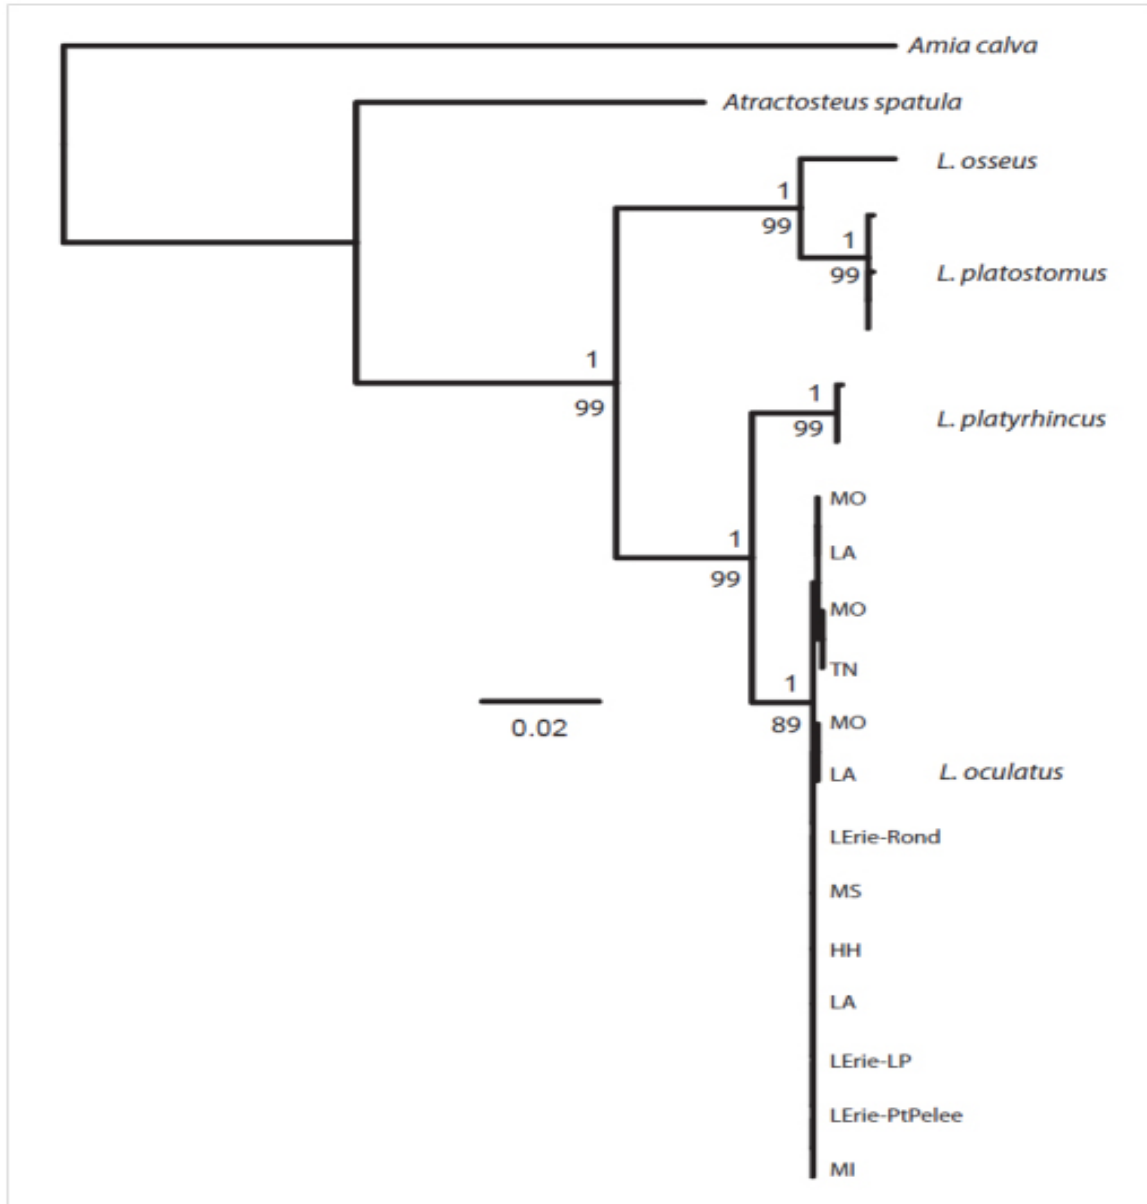 Amia calva
Atractosteus spatula
L. osseus
1
99
1
99
L. platostomus
1
99
1
99
L. platyrhincus
MO
LA
1
99
MO
TN
1
89
0.02
MO
LA
L. oculatus
LErie-Rond
MS
HH
LA
LErie-LP
LErie-PtPelee
MI